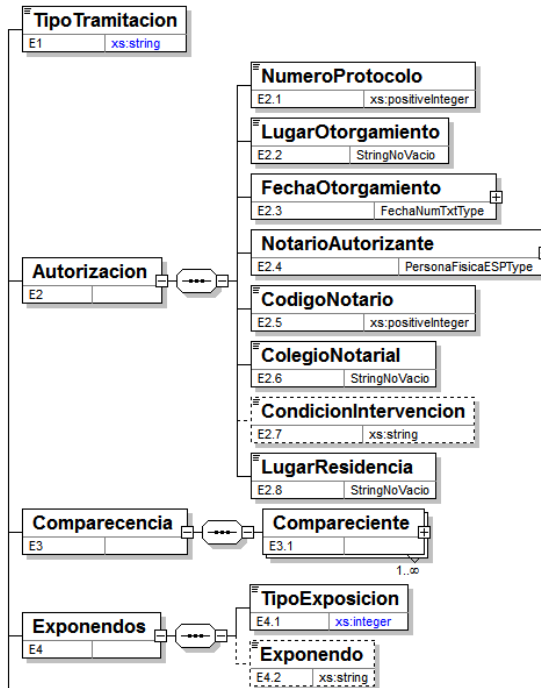 TipoTramitacion
E1 xs:string
NumeroProtocolo
E2.1 xs:positiveInteger
LugarOtorgamiento
E2.2 StringNoVacio
FechaOtorgamiento
E2.3 FechaNumTxtType
NotarioAutorizante
E2.4 PersonaFisicaESPType
Autorizacion
E2
CodigoNotario
E2.5 xs:positiveInteger
ColegioNotarial
E2.6 StringNoVacio
CondicionIntervencion
E2.7 xs:string
LugarResidencia
E2.8 StringNoVacio
Comparecencia
E3
Compareciente
E3.1
1..∞
TipoExposicion
E4.1 xs:integer
Exponendos
E4
Exponendo
E4.2 xs:string